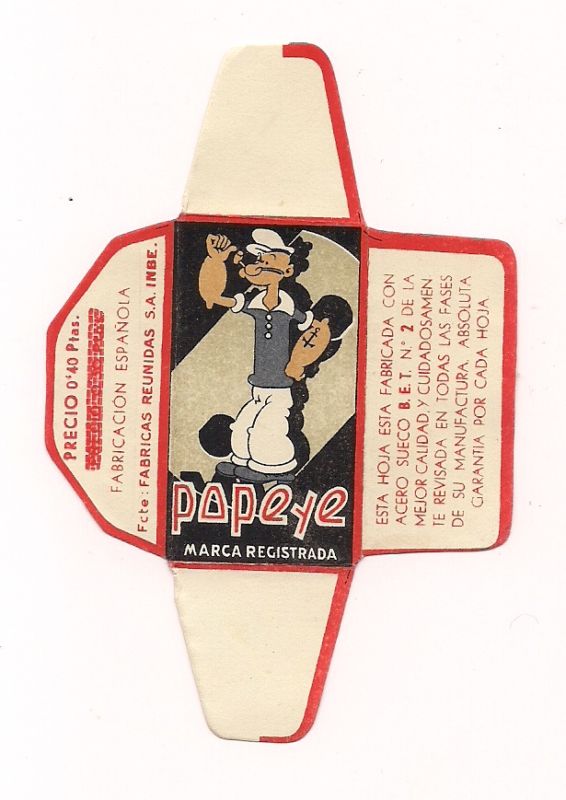 PRECIO 0'40 Ptas.
FABRICACIÓN ESPAÑOLA
Fcte: FABRICAS REUNIDAS S.A. INBE.
pApeye
MARCA REGISTRADA
ESTA HOJA ESTA FABRICADA CON
ACERO SUECO B.E.T. Nº 2 DE LA
MEJOR CALIDAD, Y CUIDADOSAMEN
TE REVISADA EN TODAS LAS FASES
DE SU MANUFACTURA. ABSOLUTA
GARANTIA POR CADA HOJA